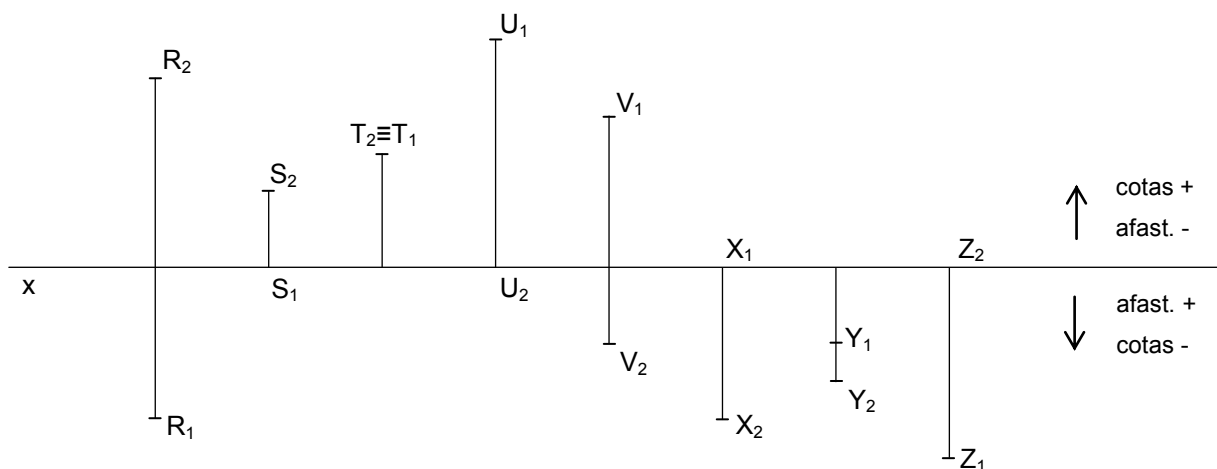 U₁
R₂
V₁
T₂≡T₁
S₂
cotas +
afast. -
X₁
Z₂
x
S₁
U₂
afast. +
Y₁
cotas -
V₂
Y₂
R₁
X₂
Z₁